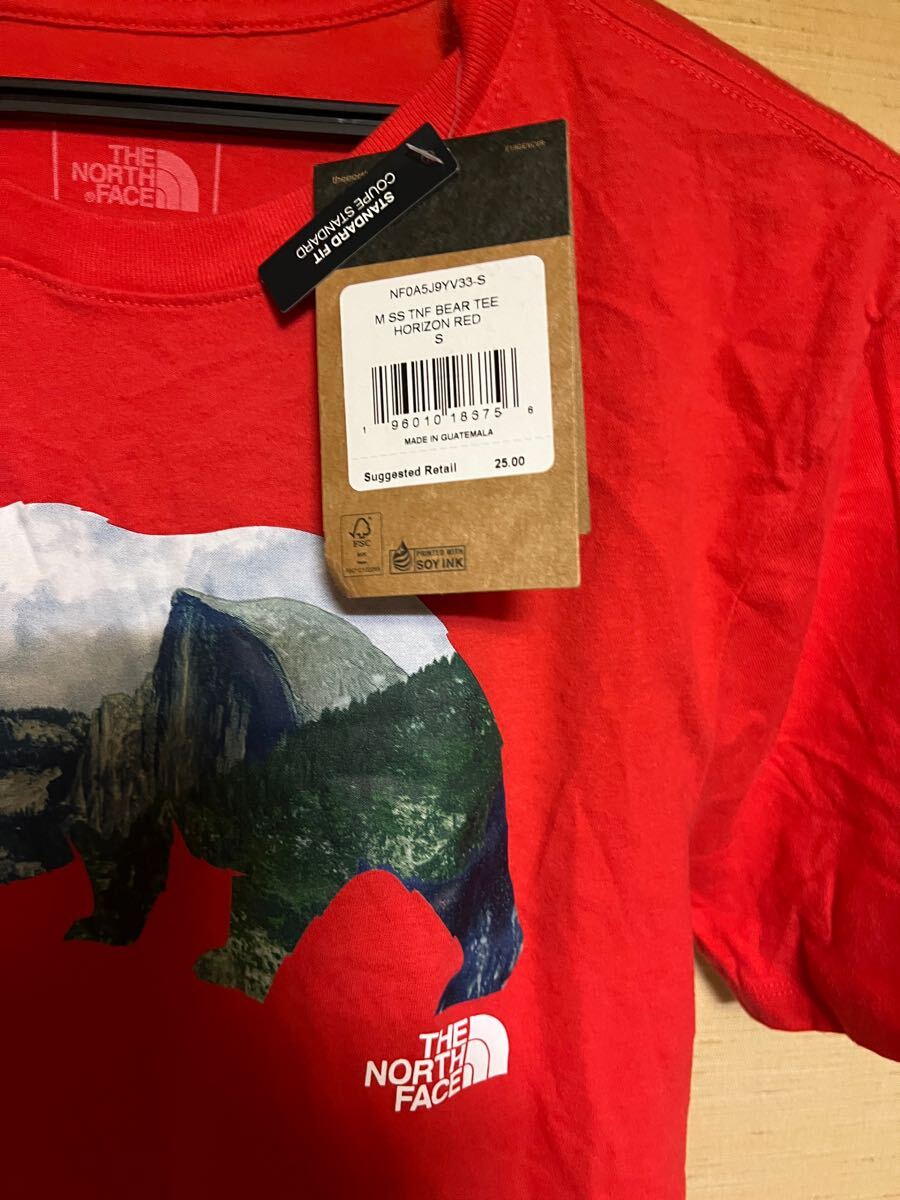 THE
NORTH
®FACE
STANDARD FIT
COUPE STANDARD
NF0A5J9YV33-S
M SS TNF BEAR TEE
HORIZON RED
S
1 96010 18375 6
MADE IN GUATEMALA
Suggested Retail 25.00
FSC
PRINTED WITH
SOY INK
THE
NORTH
FACE